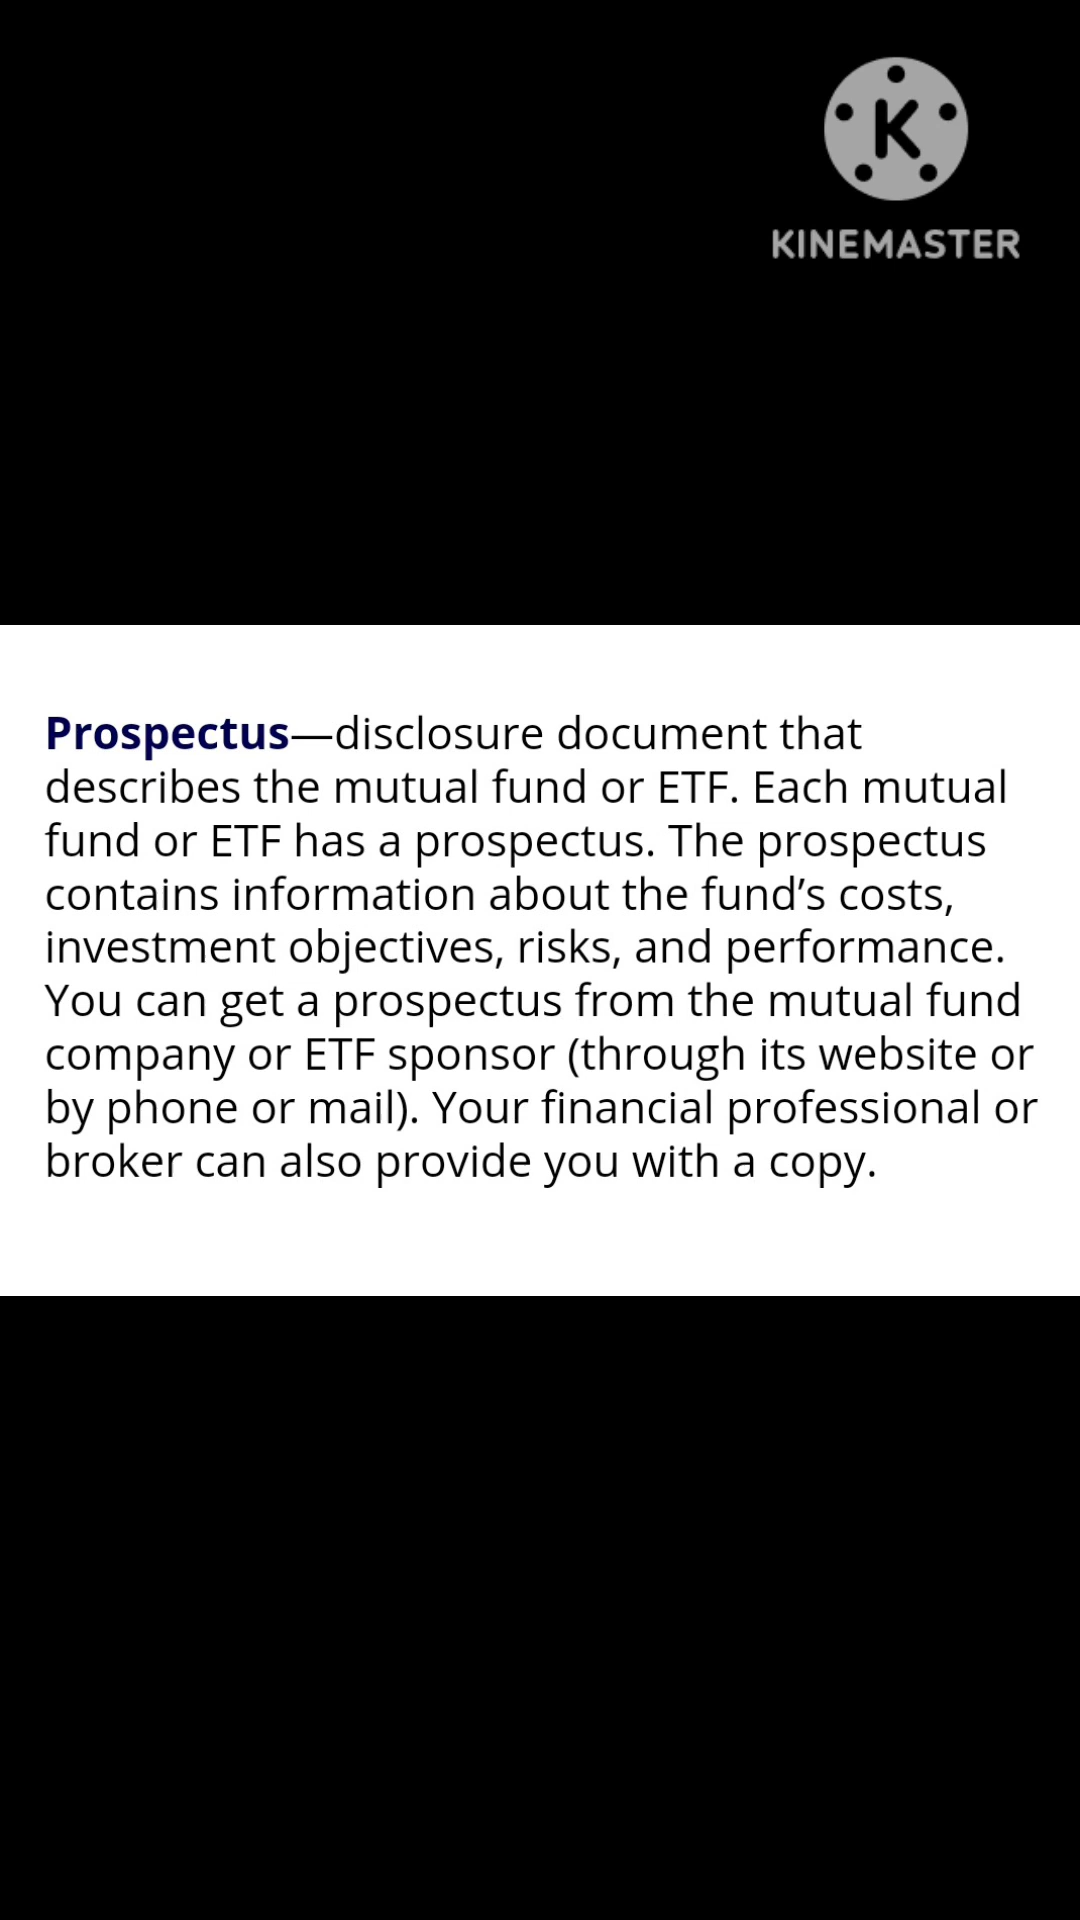 K
KINEMASTER
Prospectus—disclosure document that
describes the mutual fund or ETF. Each mutual
fund or ETF has a prospectus. The prospectus
contains information about the fund’s costs,
investment objectives, risks, and performance.
You can get a prospectus from the mutual fund
company or ETF sponsor (through its website or
by phone or mail). Your financial professional or
broker can also provide you with a copy.